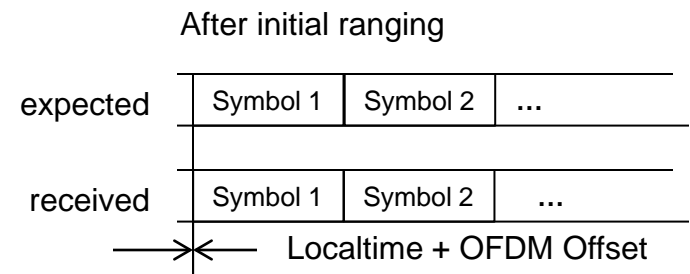 After initial ranging
expected Symbol 1 Symbol 2 ...
received Symbol 1 Symbol 2 ...
Localtime + OFDM Offset